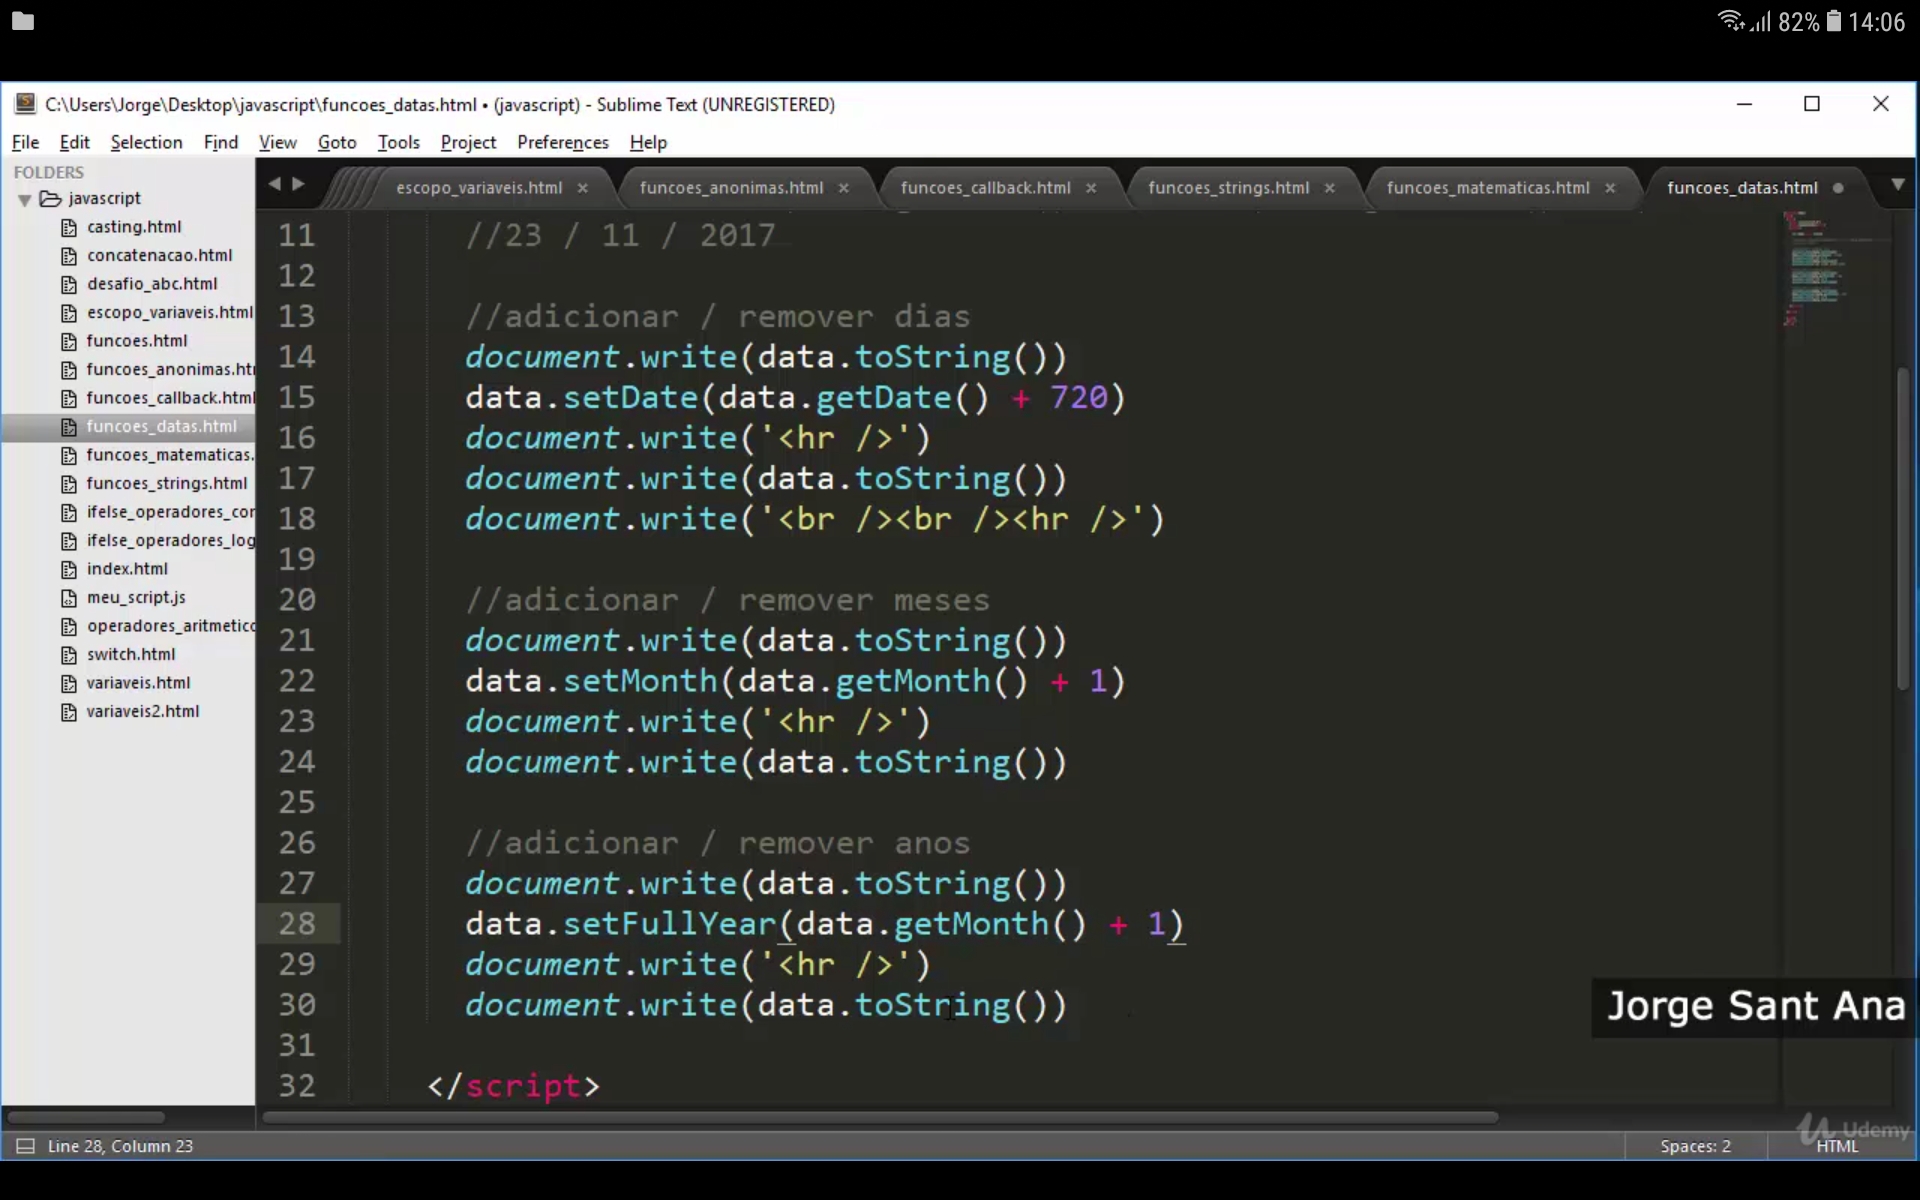 82% 14:06
C:\Users\Jorge\Desktop\javascript\funcoes_datas.html • (javascript) - Sublime Text (UNREGISTERED)
File Edit Selection Find View Goto Tools Project Preferences Help
FOLDERS
javascript
casting.html
concatenacao.html
desafio_abc.html
escopo_variaveis.html
funcoes.html
funcoes_anonimas.htr
funcoes_callback.html
funcoes_datas.html
funcoes_matematicas.
funcoes_strings.html
ifelse_operadores_cor
ifelse_operadores_log
index.html
meu_script.js
operadores_aritmetico
switch.html
variaveis.html
variaveis2.html
escopo_variaveis.html × funcoes_anonimas.html × funcoes_callback.html × funcoes_strings.html × funcoes_matematicas.html × funcoes_datas.html
11 //23 / 11 / 2017
12
13 //adicionar / remover dias
14 document.write(data.toString())
15 data.setDate(data.getDate() + 720)
16 document.write('<hr />')
17 document.write(data.toString())
18 document.write('<br /><br /><hr />')
19
20 //adicionar / remover meses
21 document.write(data.toString())
22 data.setMonth(data.getMonth() + 1)
23 document.write('<hr />')
24 document.write(data.toString())
25
26 //adicionar / remover anos
27 document.write(data.toString())
28 data.setFullYear(data.getMonth() + 1)
29 document.write('<hr />')
30 document.write(data.toString())
31
32 </script>
Jorge Sant Ana
Udemy
Line 28, Column 23 Spaces: 2 HTML